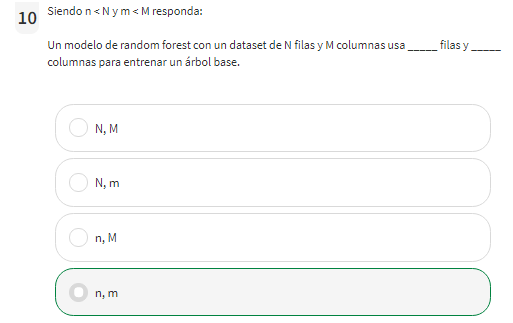 10 Siendo n < N y m < M responda:
Un modelo de random forest con un dataset de N filas y M columnas usa _____ filas y _____
columnas para entrenar un árbol base.
N, M
N, m
n, M
n, m